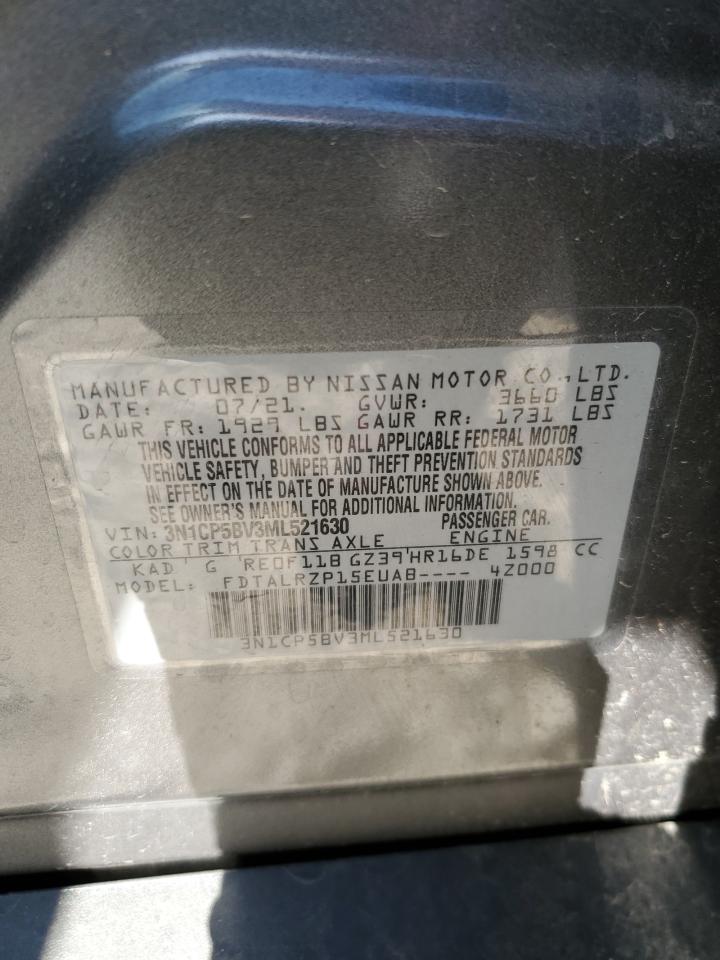 MANUFACTURED BY NISSAN MOTOR CO.,LTD.
DATE: 07/21. GVWR: 3660 LBS
GAWR FR: 1929 LBS GAWR RR: 1731 LBS
THIS VEHICLE CONFORMS TO ALL APPLICABLE FEDERAL MOTOR
VEHICLE SAFETY, BUMPER AND THEFT PREVENTION STANDARDS
IN EFFECT ON THE DATE OF MANUFACTURE SHOWN ABOVE.
SEE OWNER'S MANUAL FOR ADDITIONAL INFORMATION.
VIN: 3N1CP5BV3ML521630 PASSENGER CAR.
COLOR TRIM TRANS AXLE ENGINE
KAD G RE0F11B GZ39 HR16DE 1598 CC
MODEL: FDTALRZP15EUAB---- 4Z000
3N1CP5BV3ML521630